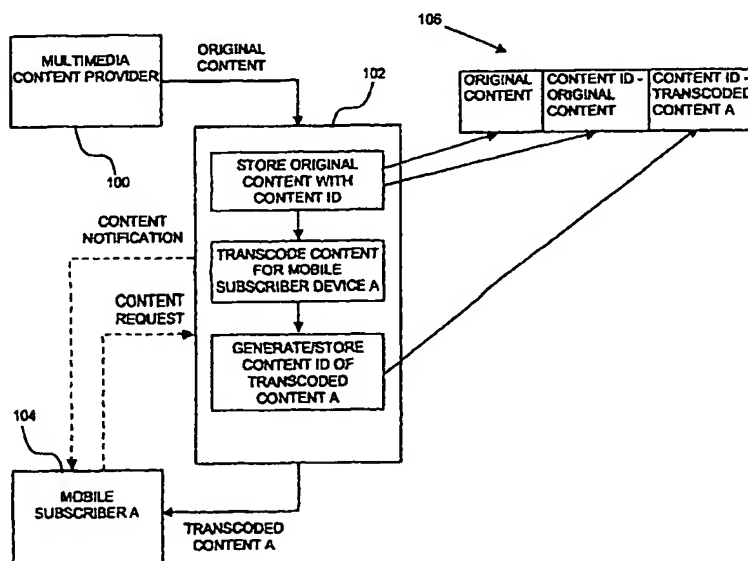 MULTIMEDIA
CONTENT PROVIDER
100
ORIGINAL
CONTENT
102
106
ORIGINAL
CONTENT
CONTENT ID -
ORIGINAL
CONTENT
CONTENT ID -
TRANSCODED
CONTENT A
STORE ORIGINAL
CONTENT WITH
CONTENT ID
CONTENT
NOTIFICATION
TRANSCODE CONTENT
FOR MOBILE
SUBSCRIBER DEVICE A
CONTENT
REQUEST
GENERATE/STORE
CONTENT ID OF
TRANSCODED
CONTENT A
104
MOBILE
SUBSCRIBER A
TRANSCODED
CONTENT A